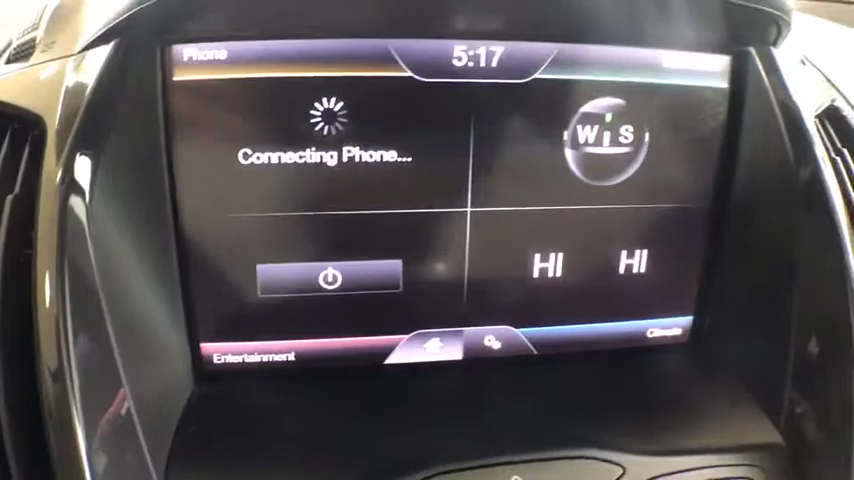 Phone
5:17
Connecting Phone...
W S
HI HI
Entertainment
Climate